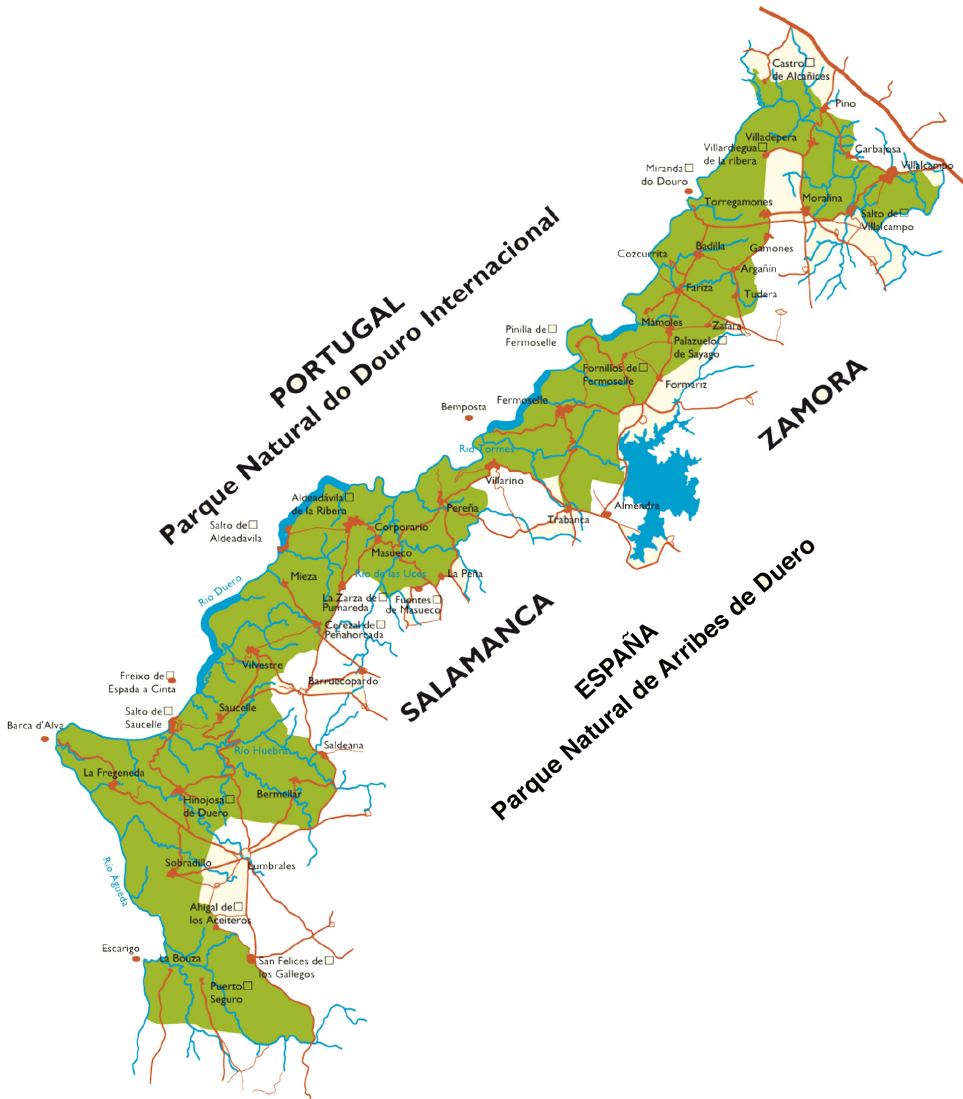 Castro
de Alcañices
Pino
Villadepera
Villardiegua
de la ribera
Carbajosa
Villalcampo
Miranda
do Douro
Torregamones
Moralina
Salto de
Villalcampo
Badilla
Gamones
Cozcurrita
Argañin
Fariza
Tudera
PORTUGAL
Parque Natural do Douro Internacional
Mámoles
Zafara
Pinilla de
Fermoselle
Palazuelo
de Sayago
Fornillos de
Fermoselle
Formariz
ZAMORA
Bemposta
Fermoselle
Río Tormes
Villarino
Aldeadávila
de la Ribera
Pereña
Almendra
Trabanca
Salto de
Aldeadávila
Corporario
Masueco
Río de las Uces
La Peña
Mieza
Río Duero
La Zarza de
Pumareda
Fuentes
de Masueco
Cerezal de
Peñahorcada
SALAMANCA
ESPAÑA
Parque Natural de Arribes de Duero
Vilvestre
Freixo de
Espada a Cinta
Barruecopardo
Salto de
Saucelle
Saucelle
Barca d'Alva
Río Huebra
Saldeana
La Fregeneda
Hinojosa
de Duero
Bermellar
Sobradillo
Lumbrales
Río Agueda
Ahigal de
los Aceiteros
Escarigo
La Bouza
San Felices de
los Gallegos
Puerto
Seguro